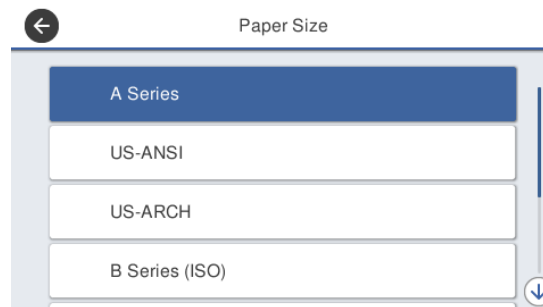 Paper Size
A Series
US-ANSI
US-ARCH
B Series (ISO)